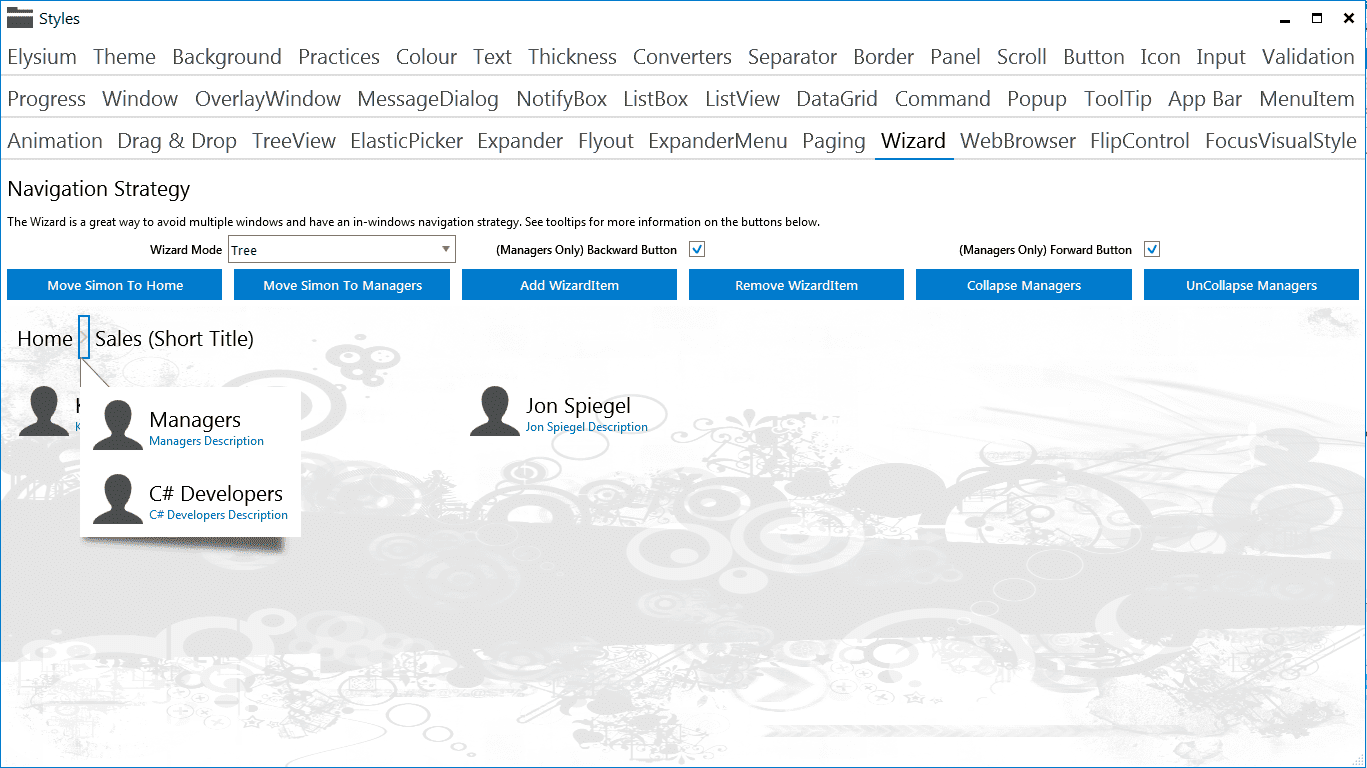 Styles
Elysium Theme Background Practices Colour Text Thickness Converters Separator Border Panel Scroll Button Icon Input Validation
Progress Window OverlayWindow MessageDialog NotifyBox ListBox ListView DataGrid Command Popup ToolTip App Bar MenuItem
Animation Drag & Drop TreeView ElasticPicker Expander Flyout ExpanderMenu Paging Wizard WebBrowser FlipControl FocusVisualStyle
Navigation Strategy
The Wizard is a great way to avoid multiple windows and have an in-windows navigation strategy. See tooltips for more information on the buttons below.
Wizard Mode Tree (Managers Only) Backward Button (Managers Only) Forward Button
Move Simon To Home Move Simon To Managers Add WizardItem Remove WizardItem Collapse Managers UnCollapse Managers
Home Sales (Short Title)
Jon Spiegel
Jon Spiegel Description
Managers
Managers Description
C# Developers
C# Developers Description